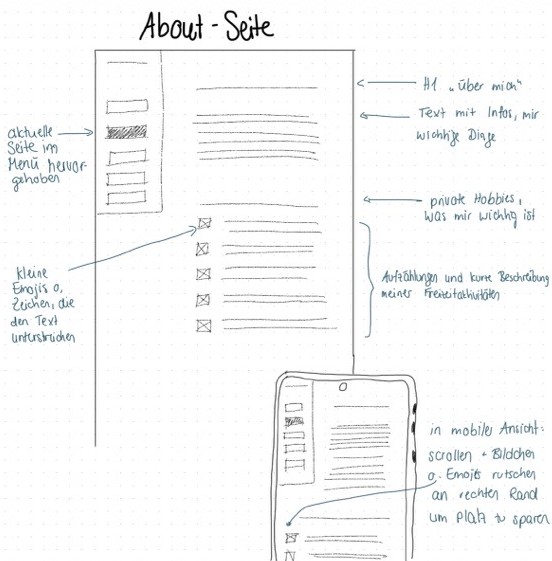 About - Seite
H1 „über mich"
Text mit Infos, mir
wichtige Dinge
aktuelle
Seite im
Menü hervor-
gehoben
private Hobbies,
was mir wichtig ist
kleine
Emojis o.
Zeichen, die
den Text
unterstreichen
Aufzählungen und kurze Beschreibung
meiner Freizeitaktivitäten
in mobiler Ansicht:
scrollen + Bildchen
o. Emojis rutschen
an rechten Rand
um Platz zu sparen